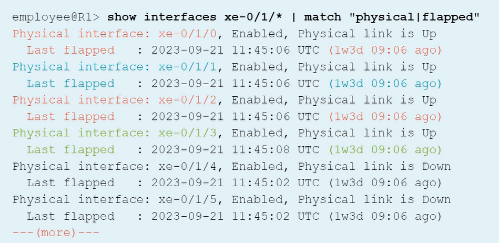 employee@R1> show interfaces xe-0/1/* | match "physical|flapped"
Physical interface: xe-0/1/0, Enabled, Physical link is Up
  Last flapped   : 2023-09-21 11:45:06 UTC (1w3d 09:06 ago)
Physical interface: xe-0/1/1, Enabled, Physical link is Up
  Last flapped   : 2023-09-21 11:45:06 UTC (1w3d 09:06 ago)
Physical interface: xe-0/1/2, Enabled, Physical link is Up
  Last flapped   : 2023-09-21 11:45:06 UTC (1w3d 09:06 ago)
Physical interface: xe-0/1/3, Enabled, Physical link is Up
  Last flapped   : 2023-09-21 11:45:08 UTC (1w3d 09:06 ago)
Physical interface: xe-0/1/4, Enabled, Physical link is Down
  Last flapped   : 2023-09-21 11:45:02 UTC (1w3d 09:06 ago)
Physical interface: xe-0/1/5, Enabled, Physical link is Down
  Last flapped   : 2023-09-21 11:45:02 UTC (1w3d 09:06 ago)
---(more)---